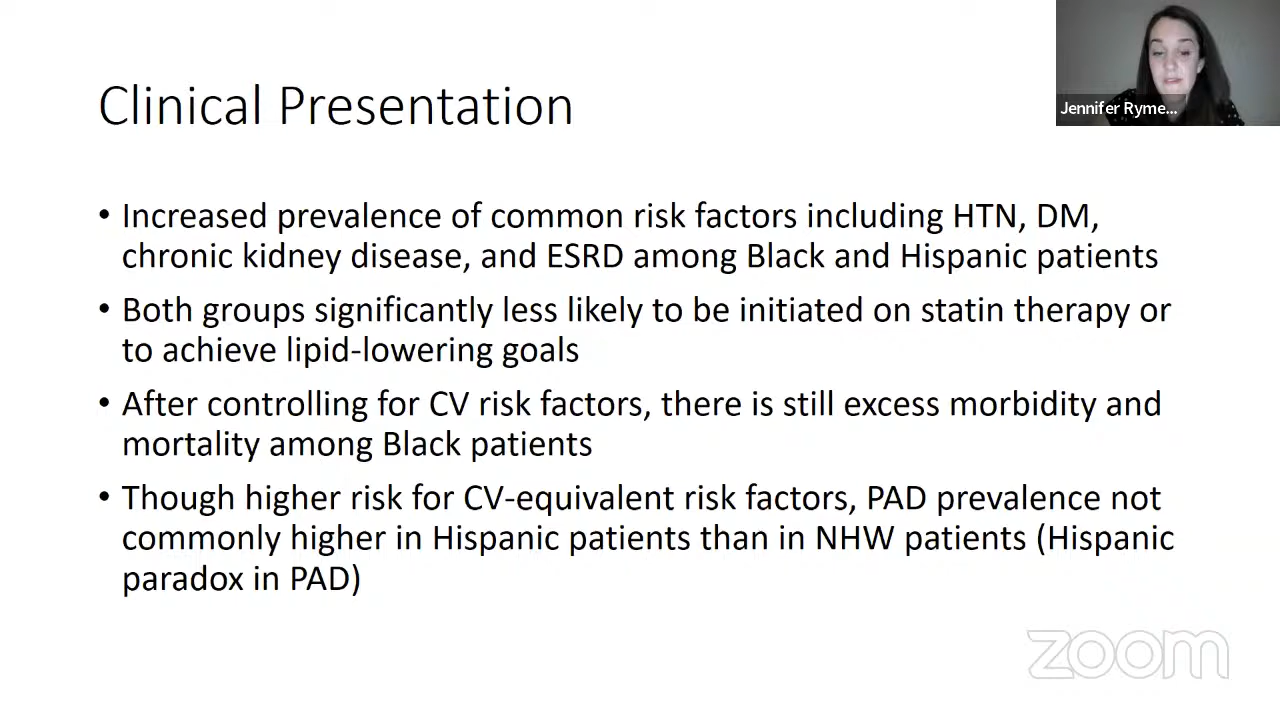 Clinical Presentation
Jennifer Ryme...
• Increased prevalence of common risk factors including HTN, DM,
chronic kidney disease, and ESRD among Black and Hispanic patients
• Both groups significantly less likely to be initiated on statin therapy or
to achieve lipid-lowering goals
• After controlling for CV risk factors, there is still excess morbidity and
mortality among Black patients
• Though higher risk for CV-equivalent risk factors, PAD prevalence not
commonly higher in Hispanic patients than in NHW patients (Hispanic
paradox in PAD)
zoom